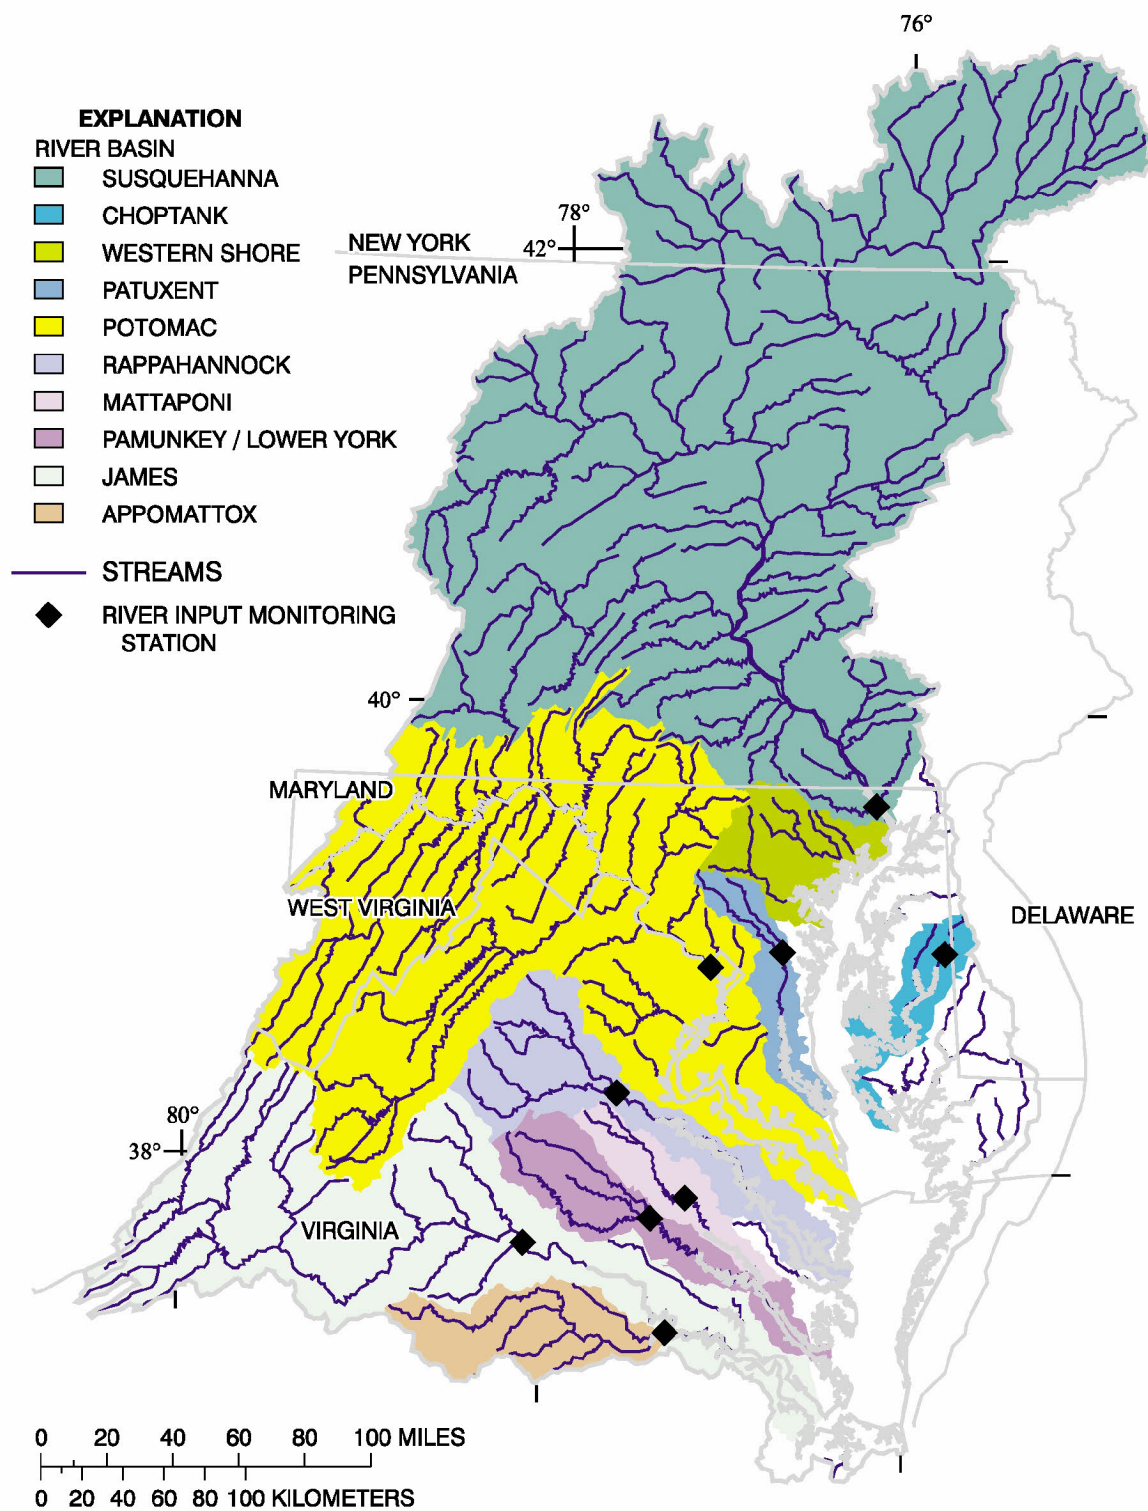 76°
EXPLANATION
RIVER BASIN
SUSQUEHANNA
CHOPTANK
WESTERN SHORE
PATUXENT
POTOMAC
RAPPAHANNOCK
MATTAPONI
PAMUNKEY / LOWER YORK
JAMES
APPOMATTOX
STREAMS
RIVER INPUT MONITORING
STATION
78°
42°
NEW YORK
PENNSYLVANIA
40°
MARYLAND
WEST VIRGINIA
DELAWARE
80°
38°
VIRGINIA
0 20 40 60 80 100 MILES
0 20 40 60 80 100 KILOMETERS